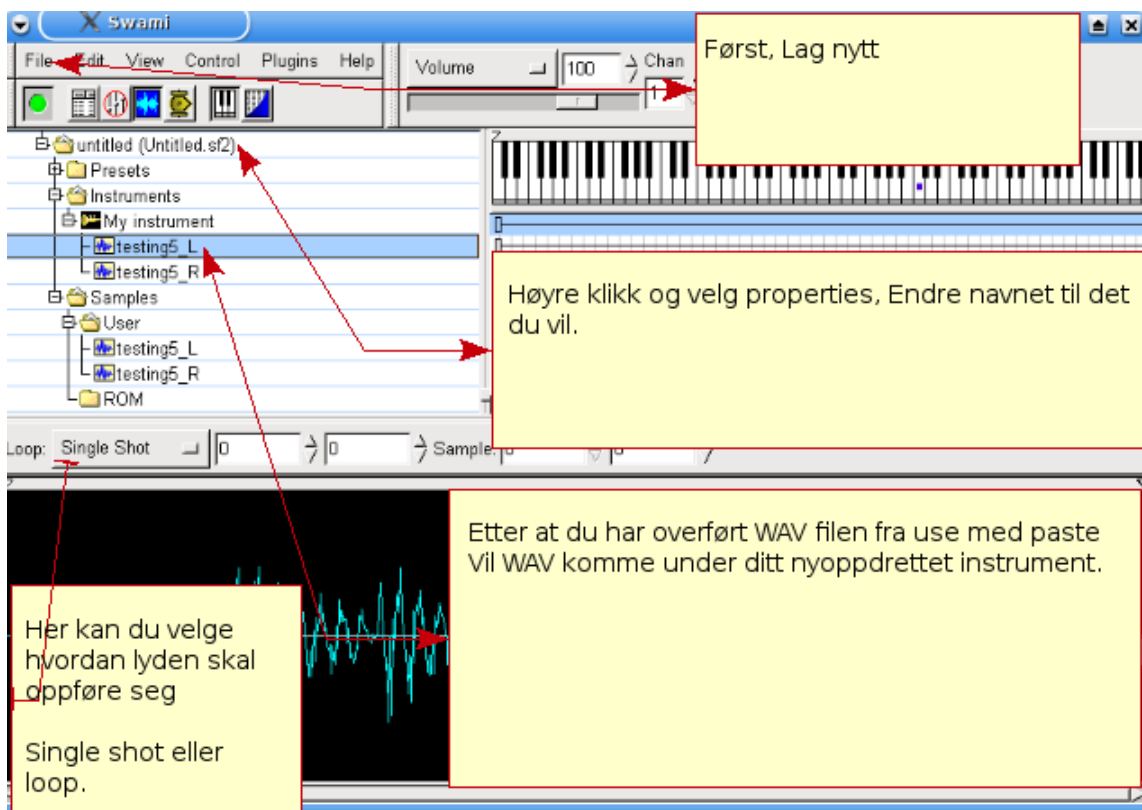 Swami
File Edit View Control Plugins Help
Volume 100 Chan
1
Først, Lag nytt
untitled (Untitled.sf2)
Presets
Instruments
My instrument
testing5_L
testing5_R
Samples
User
testing5_L
testing5_R
ROM
Høyre klikk og velg properties, Endre navnet til det
du vil.
Loop: Single Shot 0 0 Sample:
Etter at du har overført WAV filen fra use med paste
Vil WAV komme under ditt nyoppdrettet instrument.
Her kan du velge
hvordan lyden skal
oppføre seg
Single shot eller
loop.